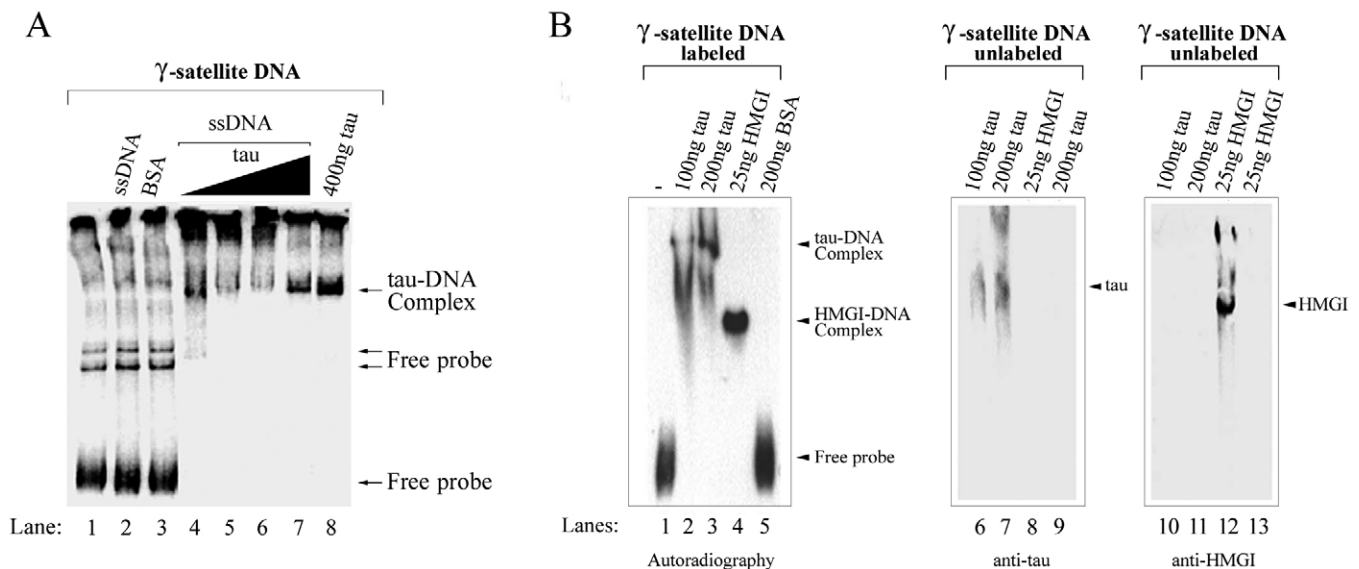 A
γ-satellite DNA
ssDNA
tau
ssDNA
BSA
400ng tau
tau-DNA
Complex
Free probe
Free probe
Lane: 1 2 3 4 5 6 7 8
B
γ-satellite DNA
labeled
-
100ng tau
200ng tau
25ng HMGI
200ng BSA
tau-DNA
Complex
HMGI-DNA
Complex
Free probe
Lanes: 1 2 3 4 5
Autoradiography
γ-satellite DNA
unlabeled
100ng tau
200ng tau
25ng HMGI
200ng tau
tau
6 7 8 9
anti-tau
γ-satellite DNA
unlabeled
100ng tau
200ng tau
25ng HMGI
25ng HMGI
HMGI
10 11 12 13
anti-HMGI